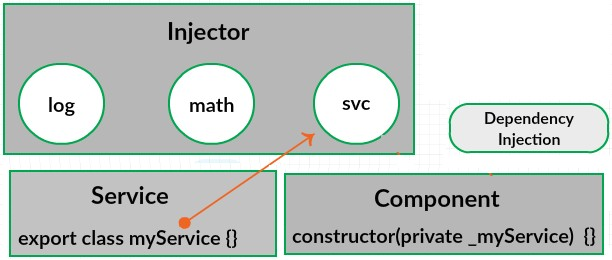 Injector
log
math
svc
Dependency
Injection
Service
export class myService {}
Component
constructor(private _myService) {}